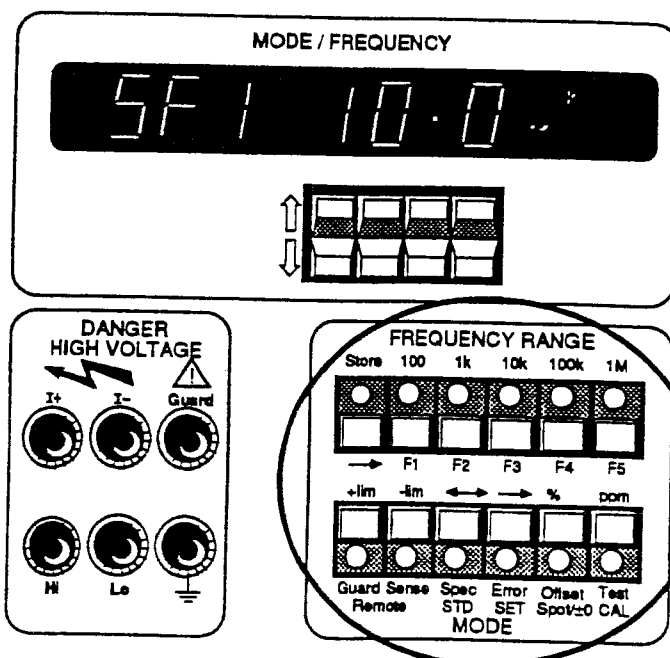 MODE / FREQUENCY
SF1 10.0
DANGER
HIGH VOLTAGE
I+ I- Guard
Hi Lo
FREQUENCY RANGE
Store 100 1k 10k 100k 1M
F1 F2 F3 F4 F5
+lim -lim % ppm
Guard Sense Spec Error Offset Test
Remote STD SET Spot/±0 CAL
MODE